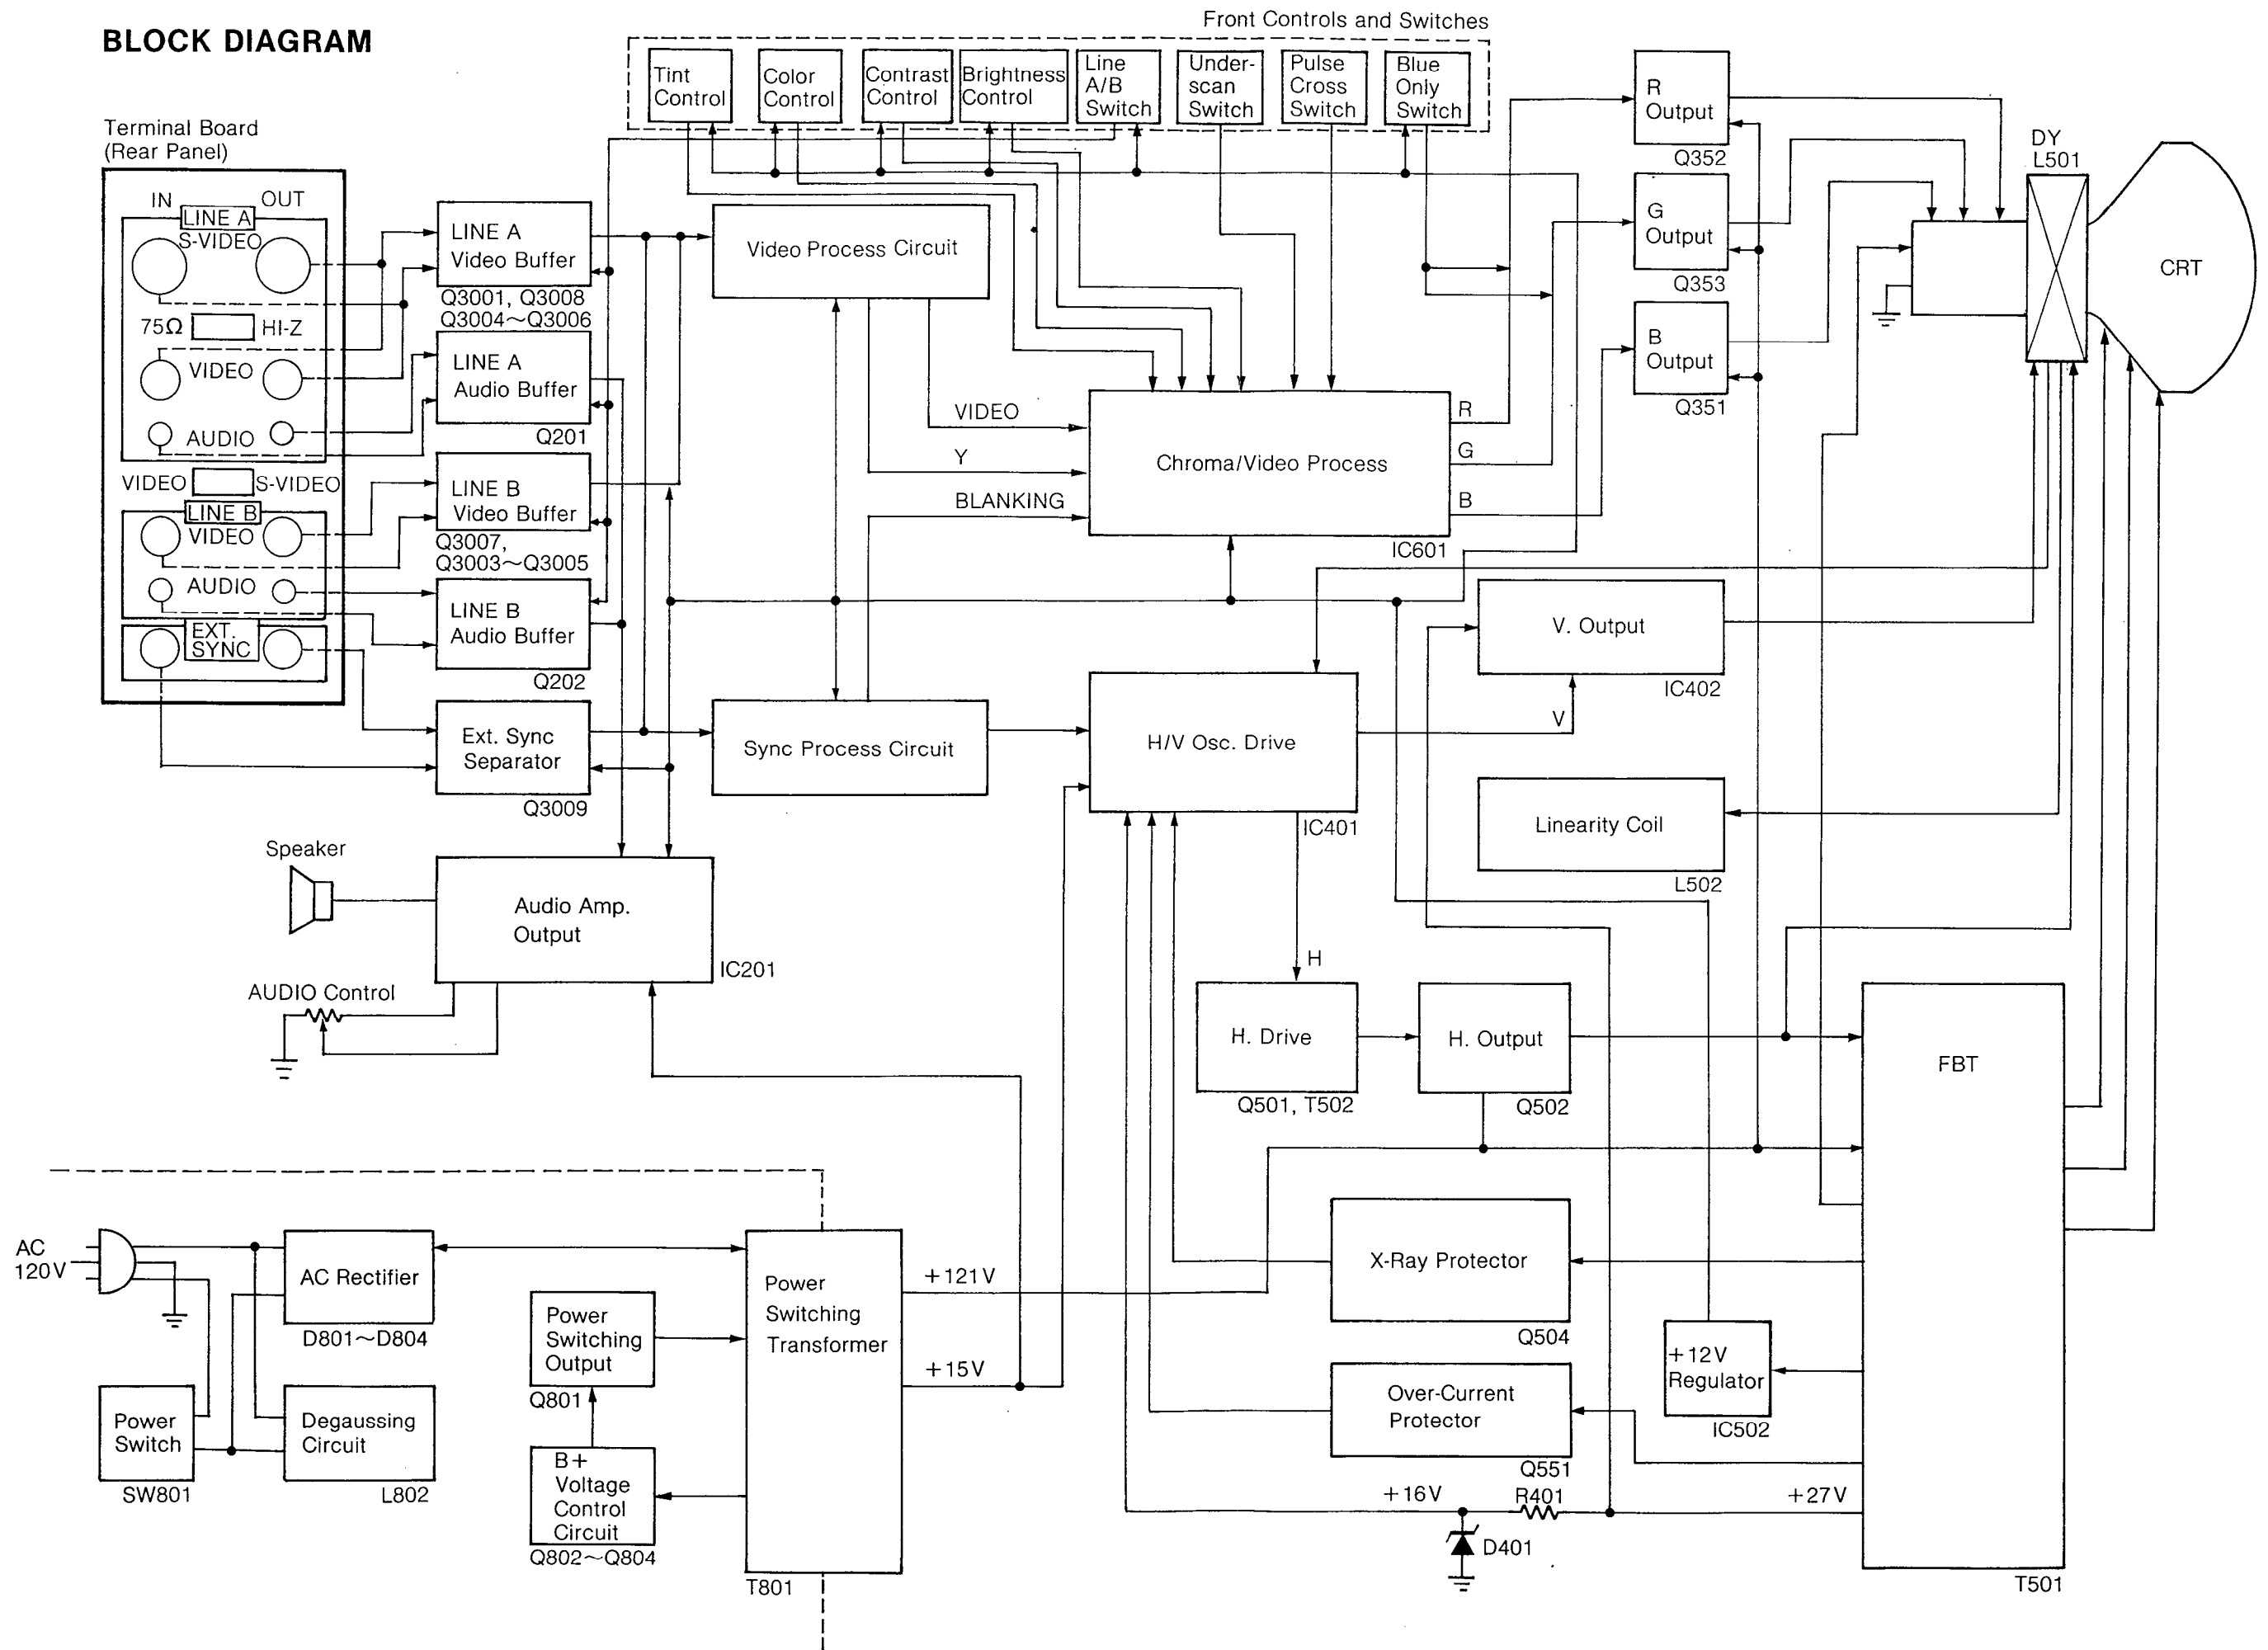 BLOCK DIAGRAM
Front Controls and Switches
Tint
Control
Color
Control
Contrast
Control
Brightness
Control
Line
A/B
Switch
Under-
scan
Switch
Pulse
Cross
Switch
Blue
Only
Switch
Terminal Board
(Rear Panel)
IN
OUT
LINE A
S-VIDEO
75Ω
HI-Z
VIDEO
AUDIO
VIDEO
S-VIDEO
LINE B
VIDEO
AUDIO
EXT.
SYNC
LINE A
Video Buffer
Q3001, Q3008
Q3004~Q3006
LINE A
Audio Buffer
Q201
LINE B
Video Buffer
Q3007,
Q3003~Q3005
LINE B
Audio Buffer
Q202
Ext. Sync
Separator
Q3009
Video Process Circuit
VIDEO
Y
BLANKING
Chroma/Video Process
R
G
B
IC601
R
Output
Q352
G
Output
Q353
B
Output
Q351
DY
L501
CRT
Sync Process Circuit
H/V Osc. Drive
IC401
V. Output
IC402
V
Linearity Coil
L502
H
Speaker
Audio Amp.
Output
IC201
AUDIO Control
H. Drive
Q501, T502
H. Output
Q502
FBT
T501
AC
120V
AC Rectifier
D801~D804
Power
Switch
SW801
Degaussing
Circuit
L802
Power
Switching
Output
Q801
B+
Voltage
Control
Circuit
Q802~Q804
Power
Switching
Transformer
T801
+121V
+15V
X-Ray Protector
Q504
Over-Current
Protector
Q551
+12V
Regulator
IC502
+16V
R401
+27V
D401